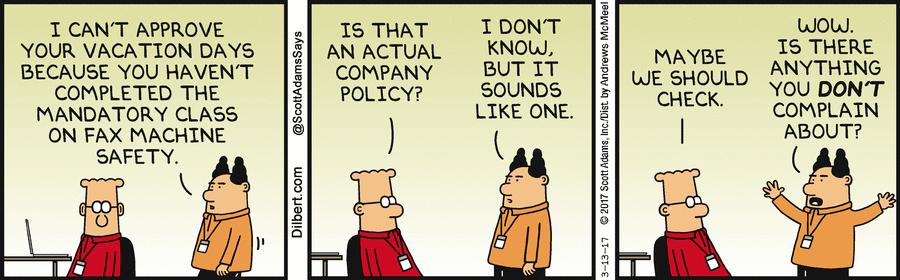 I CAN'T APPROVE
YOUR VACATION DAYS
BECAUSE YOU HAVEN'T
COMPLETED THE
MANDATORY CLASS
ON FAX MACHINE
SAFETY.
Dilbert.com @ScottAdamsSays
IS THAT
AN ACTUAL
COMPANY
POLICY?
I DON'T
KNOW,
BUT IT
SOUNDS
LIKE ONE.
3-13-17 © 2017 Scott Adams, Inc./Dist. by Andrews McMeel
MAYBE
WE SHOULD
CHECK.
WOW.
IS THERE
ANYTHING
YOU DON'T
COMPLAIN
ABOUT?